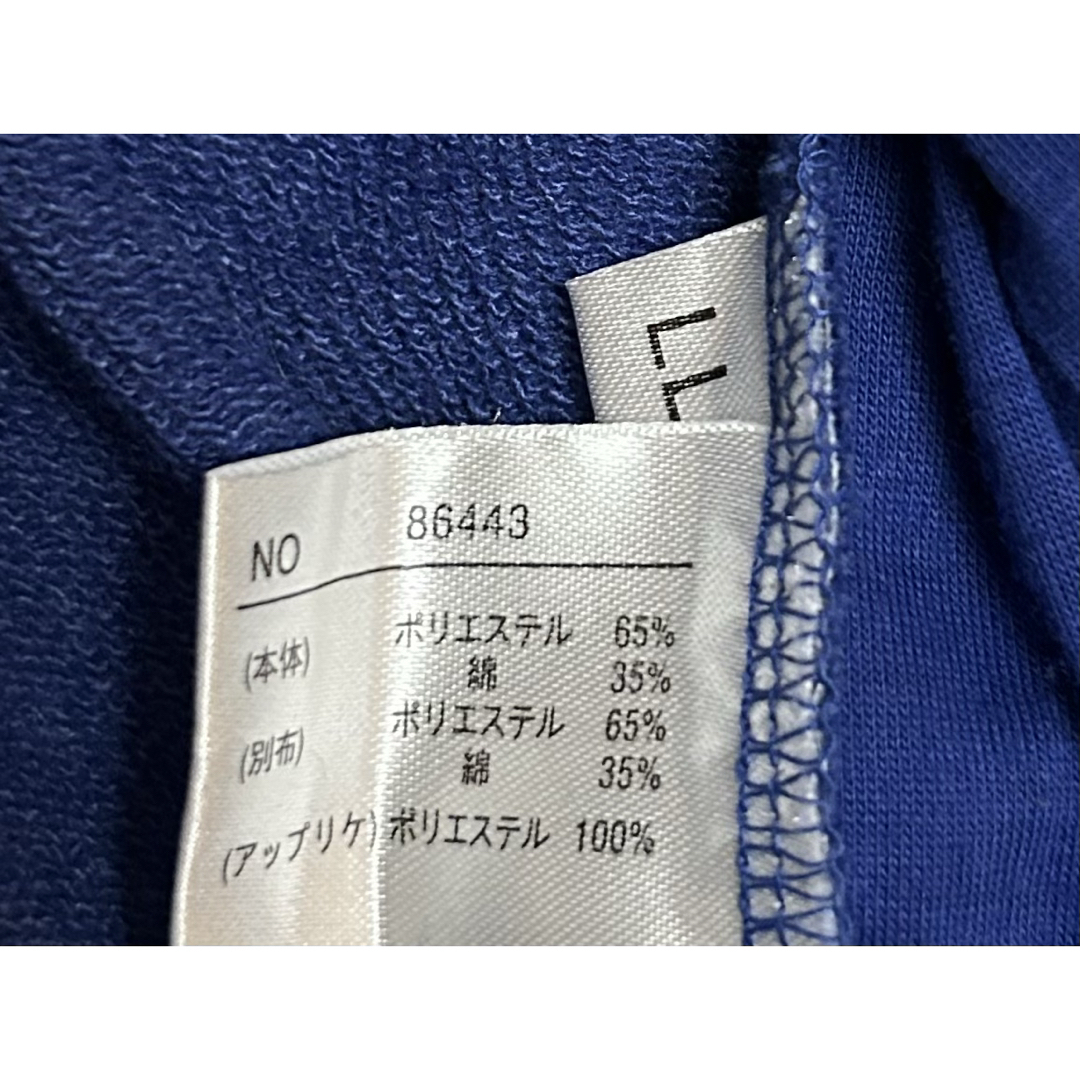 LL
NO 86443
(本体) ポリエステル 65%
綿 35%
(別布) ポリエステル 65%
綿 35%
(アップリケ) ポリエステル 100%